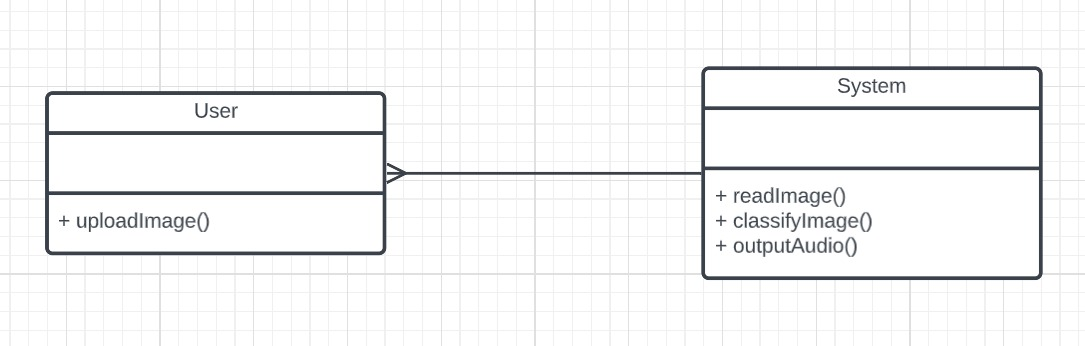 User
+ uploadImage()
System
+ readImage()
+ classifyImage()
+ outputAudio()